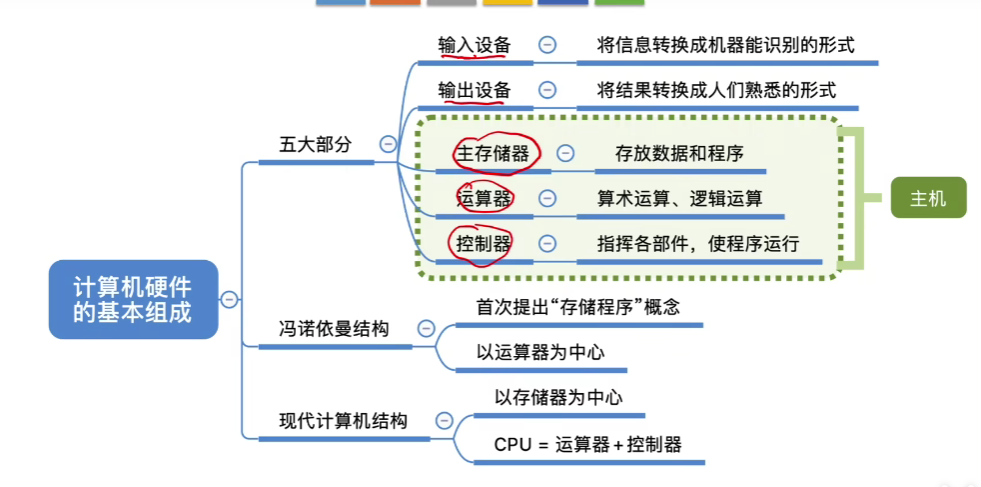 计算机硬件
的基本组成
五大部分
输入设备
将信息转换成机器能识别的形式
输出设备
将结果转换成人们熟悉的形式
主存储器
存放数据和程序
运算器
算术运算、逻辑运算
控制器
指挥各部件，使程序运行
主机
冯诺依曼结构
首次提出“存储程序”概念
以运算器为中心
现代计算机结构
以存储器为中心
CPU = 运算器+控制器